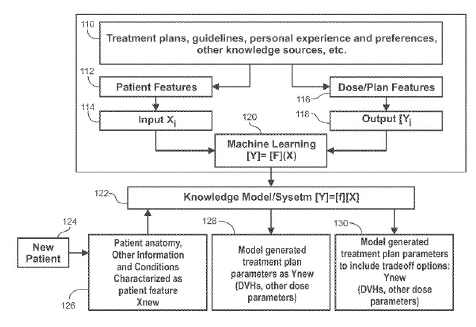 110
Treatment plans, guidelines, personal experience and preferences,
other knowledge sources, etc.
112
Patient Features
Dose/Plan Features
116
114
Input Xi
118
Output [Yi
120
Machine Learning
[Y]= [F](X)
122
Knowledge Model/Sysetm [Y]=[f][X}
124
New
Patient
126
Patient anatomy,
Other Information
and Conditions
Characterized as
patient feature
Xnew
128
Model generated
treatment plan
parameters as Ynew
(DVHs, other dose
parameters)
130
Model generated
treatment plan parameters
to include tradeoff options:
Ynew
(DVHs, other dose
parameters)